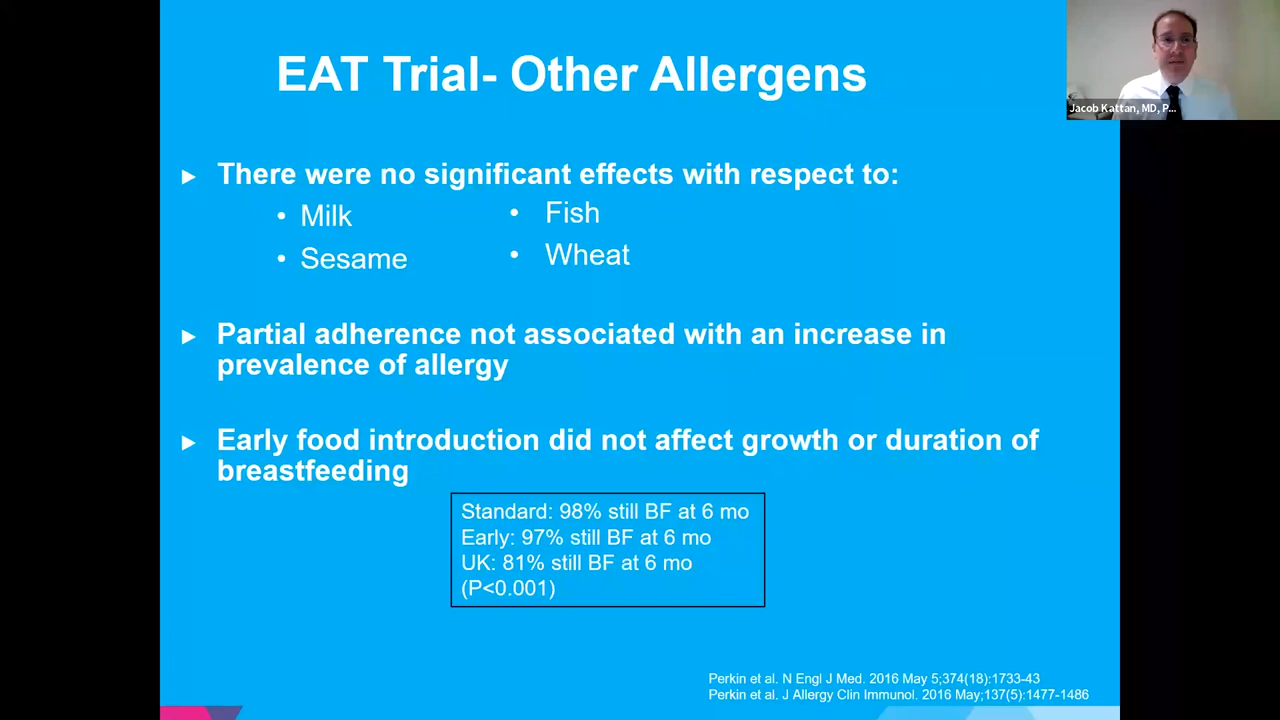 EAT Trial- Other Allergens
Jacob Kattan, MD, P...
► There were no significant effects with respect to:
• Milk
• Sesame
• Fish
• Wheat
► Partial adherence not associated with an increase in
prevalence of allergy
► Early food introduction did not affect growth or duration of
breastfeeding
Standard: 98% still BF at 6 mo
Early: 97% still BF at 6 mo
UK: 81% still BF at 6 mo
(P<0.001)
Perkin et al. N Engl J Med. 2016 May 5;374(18):1733-43
Perkin et al. J Allergy Clin Immunol. 2016 May;137(5):1477-1486